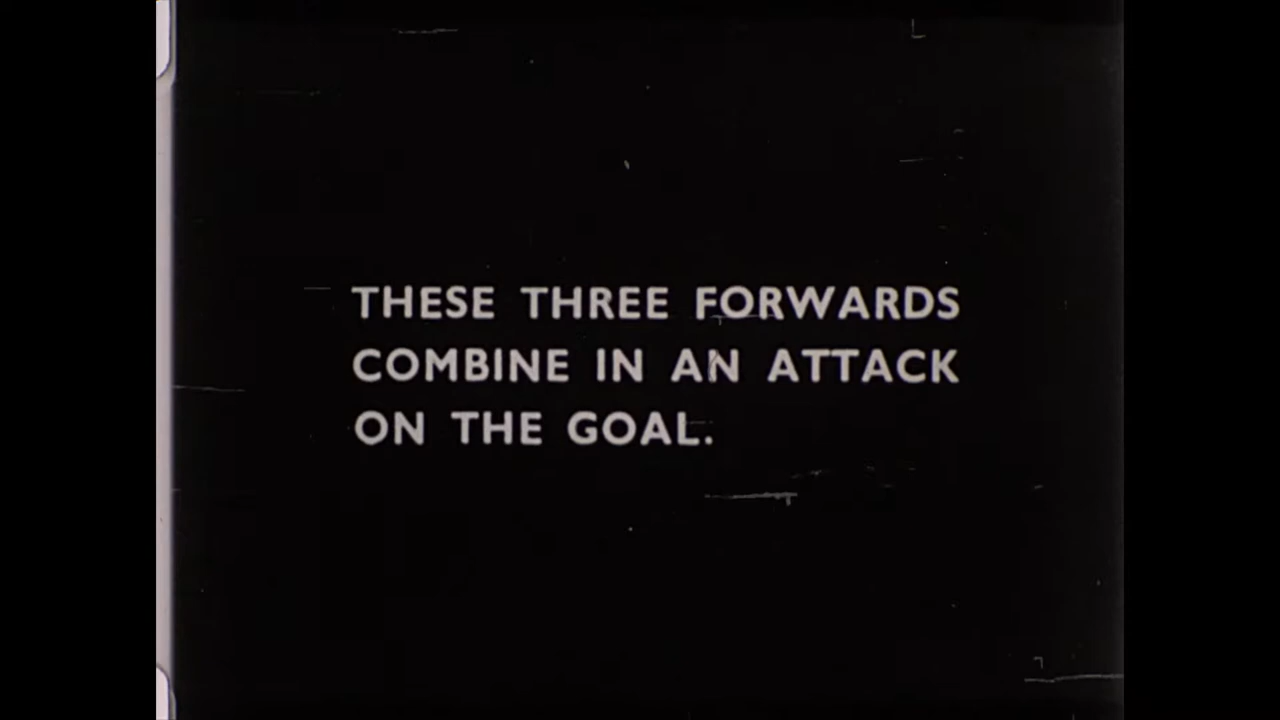 THESE THREE FORWARDS
COMBINE IN AN ATTACK
ON THE GOAL.